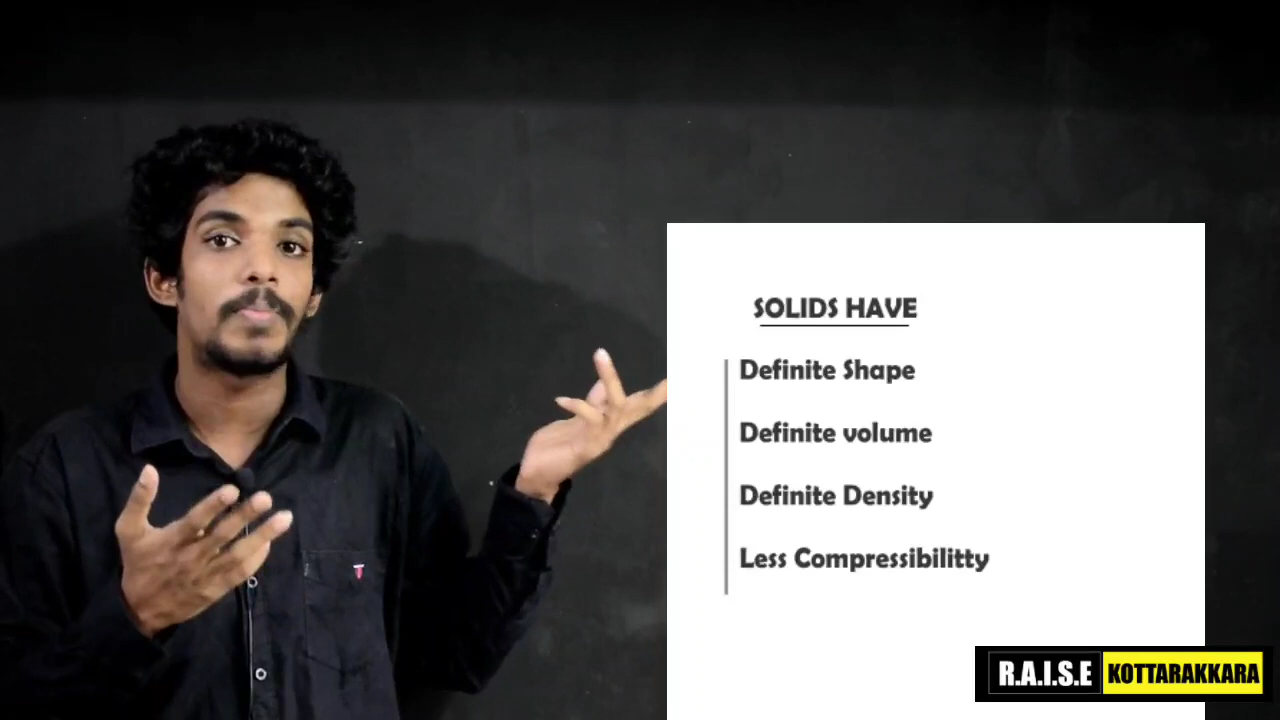 SOLIDS HAVE
Definite Shape
Definite volume
Definite Density
Less Compressibilitty
R.A.I.S.E KOTTARAKKARA